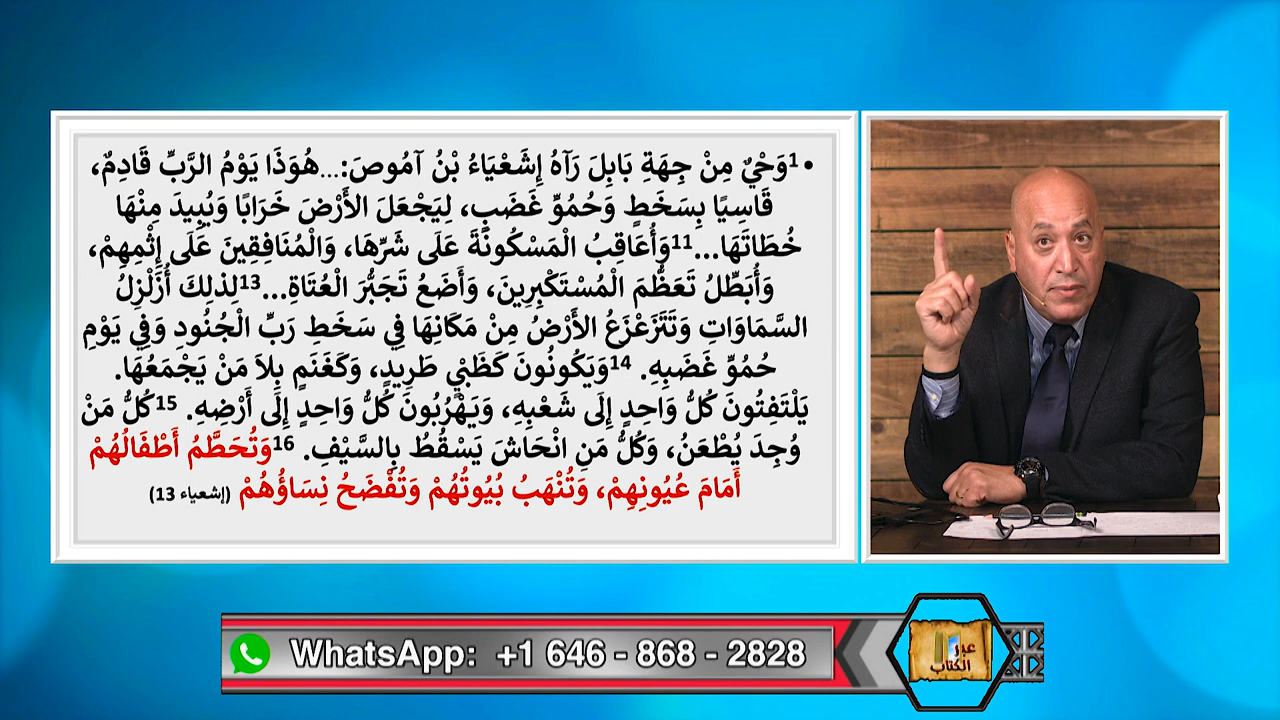 •1وَحْيٌ مِنْ جِهَةِ بَابِلَ رَآهُ إِشَعْيَاءُ بْنُ آمُوصَ:...هُوَذَا يَوْمُ الرَّبِّ قَادِمٌ،
قَاسِيًا بِسَخَطٍ وَحُمُوِّ غَضَبٍ، لِيَجْعَلَ الأَرْضَ خَرَابًا وَيُبِيدَ مِنْهَا
خُطَاتَهَا...11وَأُعَاقِبُ الْمَسْكُونَةَ عَلَى شَرِّهَا، وَالْمُنَافِقِينَ عَلَى إِثْمِهِمْ،
وَأُبَطِّلُ تَعَظُّمَ الْمُسْتَكْبِرِينَ، وَأَضَعُ تَجَبُّرَ الْعُتَاةِ...13لِذلِكَ أُزَلْزِلُ
السَّمَاوَاتِ وَتَتَزَعْزَعُ الأَرْضُ مِنْ مَكَانِهَا فِي سَخَطِ رَبِّ الْجُنُودِ وَفِي يَوْمِ
حُمُوِّ غَضَبِهِ. 14وَيَكُونُونَ كَظَبْيٍ طَرِيدٍ، وَكَغَنَمٍ بِلاَ مَنْ يَجْمَعُهَا.
يَلْتَفِتُونَ كُلُّ وَاحِدٍ إِلَى شَعْبِهِ، وَيَهْرُبُونَ كُلُّ وَاحِدٍ إِلَى أَرْضِهِ. 15كُلُّ مَنْ
وُجِدَ يُطْعَنُ، وَكُلُّ مَنِ انْحَاشَ يَسْقُطُ بِالسَّيْفِ. 16وَتُحَطَّمُ أَطْفَالُهُمْ
أَمَامَ عُيُونِهِمْ، وَتُنْهَبُ بُيُوتُهُمْ وَتُفْضَحُ نِسَاؤُهُمْ (إشعياء 13)
WhatsApp: +1 646 - 868 - 2828
عبر
الكتاب